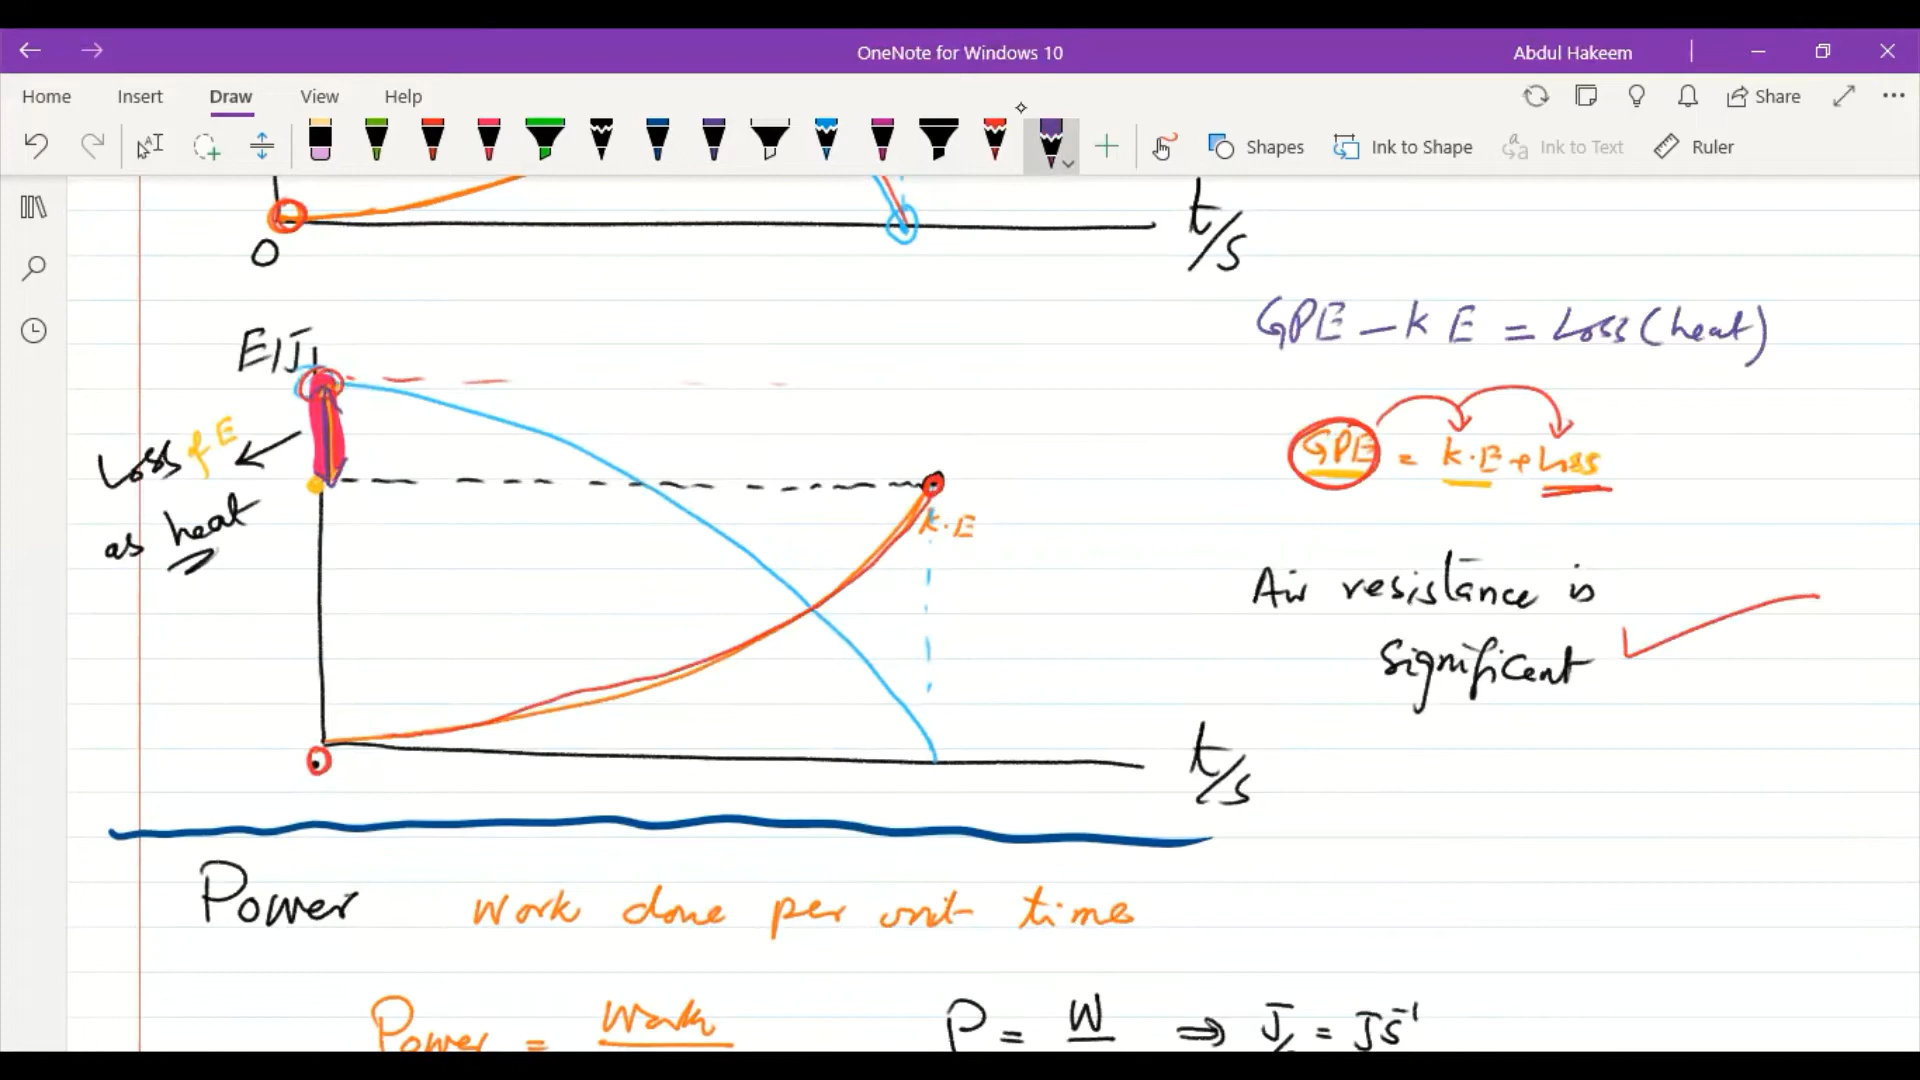 OneNote for Windows 10
Abdul Hakeem
Home Insert Draw View Help
Share
Shapes Ink to Shape Ink to Text Ruler
t/s
O
GPE - K E = Loss (heat)
E/J
Loss of E
as heat
GPE = K.E + Loss
K.E
Air resistance is
significant
t/s
Power work done per unit times
Power = Work
P = W ⇒ J/ = JS⁻¹